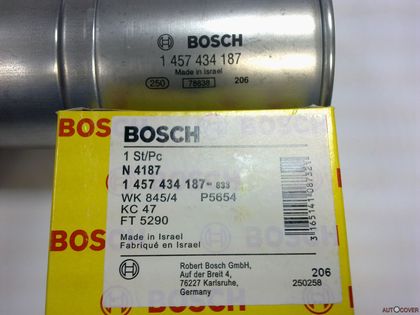 BOSCH
1 457 434 187
Made in Israel
250 78838 206
BOSCH
BOSCH
1 St/Pc
N 4187
1 457 434 187-833
WK 845/4 P5654
KC 47
FT 5290
Made in Israel
Fabriqué en Israel
Robert Bosch GmbH,
Auf der Breit 4,
76227 Karlsruhe,
Germany
206
250258
AUTOCOVER